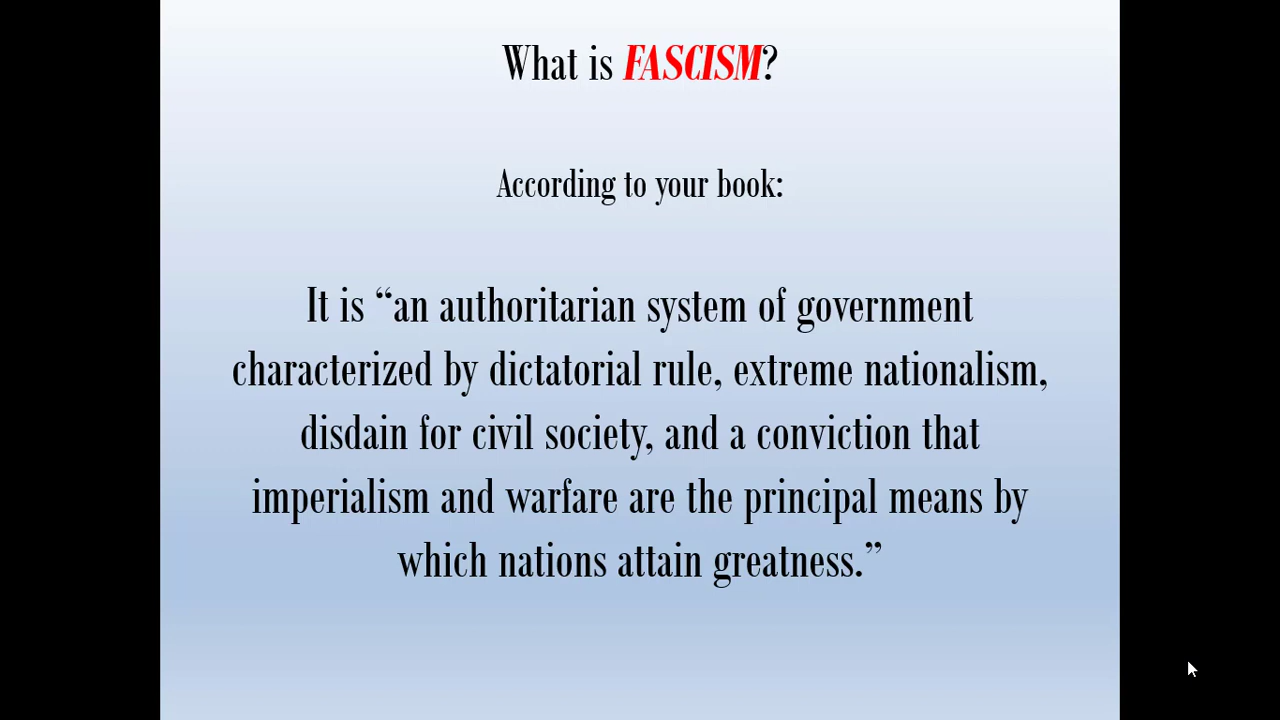 What is FASCISM?
According to your book:
It is “an authoritarian system of government
characterized by dictatorial rule, extreme nationalism,
disdain for civil society, and a conviction that
imperialism and warfare are the principal means by
which nations attain greatness.”